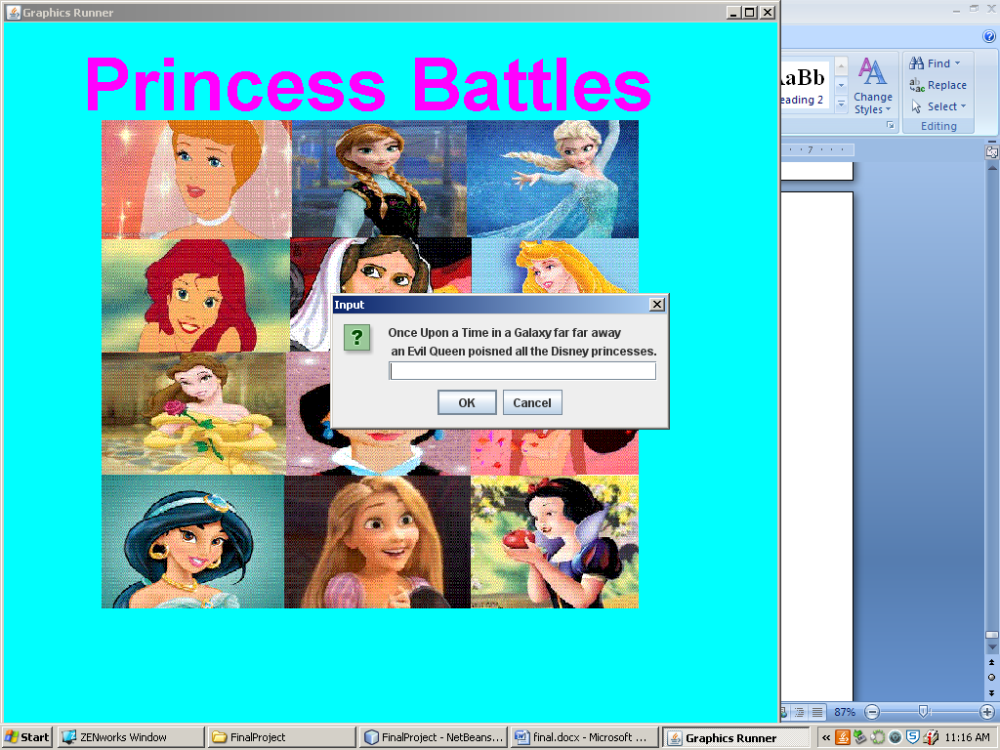 Graphics Runner
Princess Battles
Input
Once Upon a Time in a Galaxy far far away
an Evil Queen poisned all the Disney princesses.
OK
Cancel
AaBb
eading 2
Change
Styles
Find
Replace
Select
Editing
7
87%
Start
ZENworks Window
FinalProject
FinalProject - NetBeans...
final.docx - Microsoft ...
Graphics Runner
11:16 AM